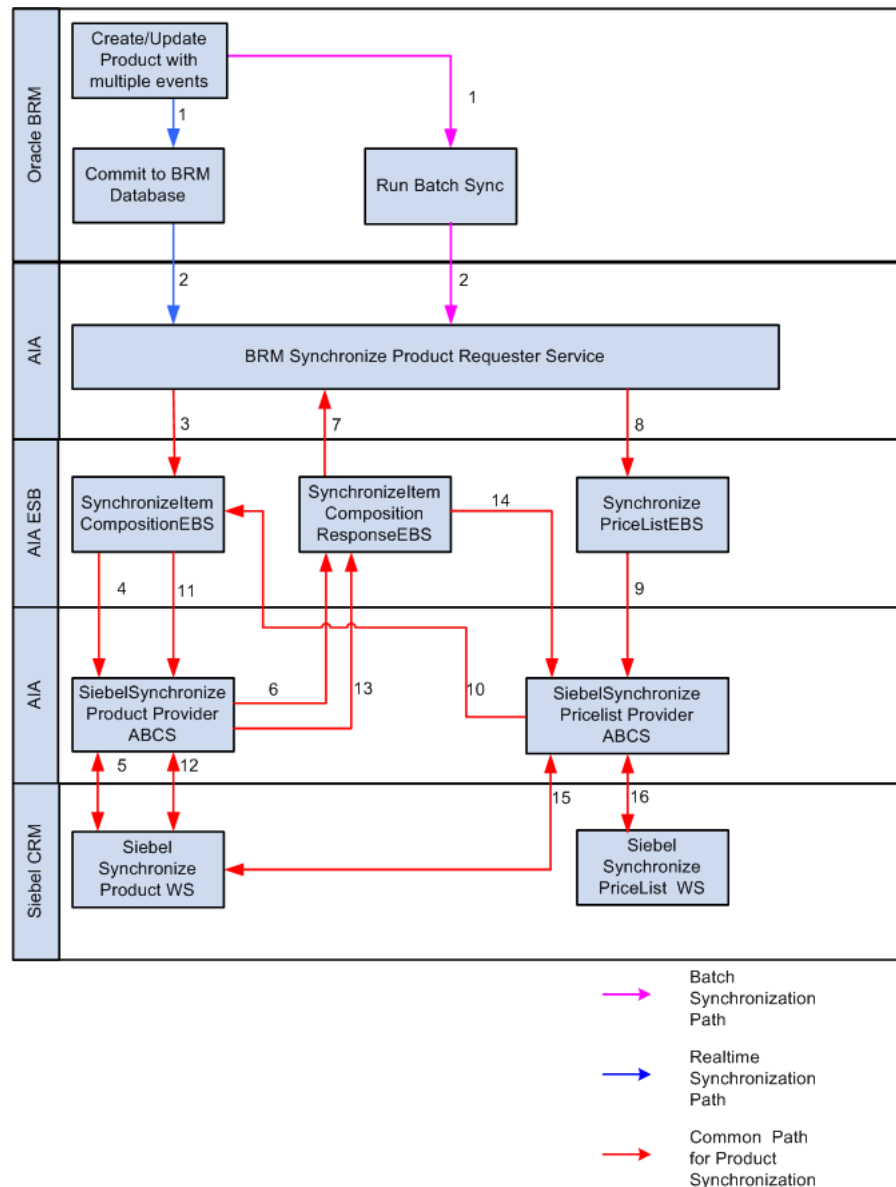 Oracle BRM
Create/Update
Product with
multiple events
1
1
Commit to BRM
Database
Run Batch Sync
2
2
AIA
BRM Synchronize Product Requester Service
3
7
8
AIA ESB
SynchronizeItem
CompositionEBS
SynchronizeItem
Composition
ResponseEBS
14
Synchronize
PriceListEBS
4
11
9
AIA
SiebelSynchronize
Product Provider
ABCS
6
13
10
SiebelSynchronize
Pricelist Provider
ABCS
5
12
15
16
Siebel CRM
Siebel
Synchronize
Product WS
Siebel
Synchronize
PriceList WS
Batch
Synchronization
Path
Realtime
Synchronization
Path
Common Path
for Product
Synchronization